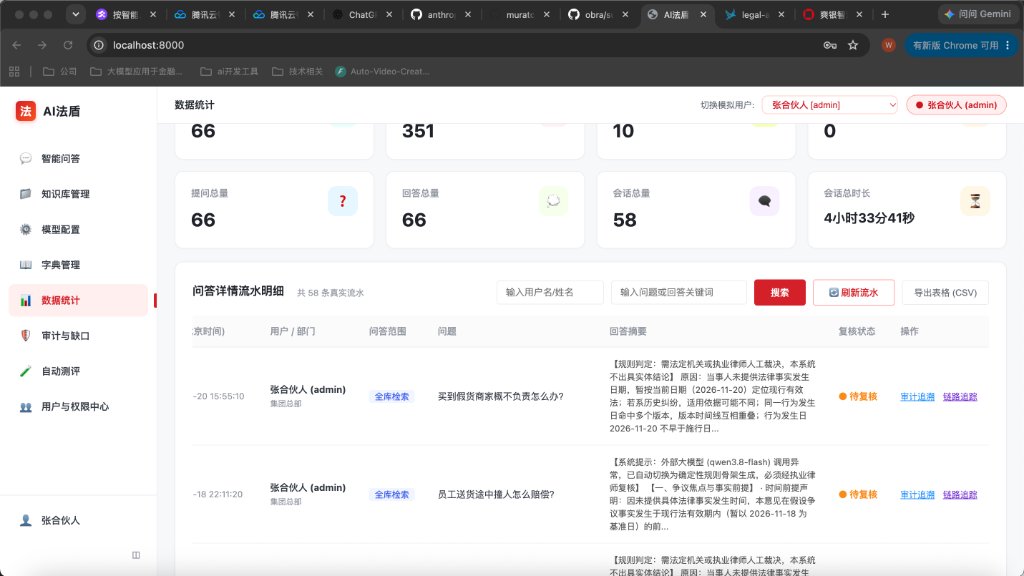 按智能
腾讯云
腾讯云
ChatG
anthro
murato
obra/su
AI法盾
legal-a
爽银智
问问 Gemini
localhost:8000
W
有新版 Chrome 可用
公司
大模型应用于金融...
ai开发工具
技术相关
Auto-Video-Creat...
法
AI法盾
数据统计
切换模拟用户:
张合伙人 [admin]
张合伙人 (admin)
智能问答
知识库管理
模型配置
字典管理
数据统计
审计与缺口
自动测评
用户与权限中心
张合伙人
66
351
10
0
提问总量
66
?
回答总量
66
会话总量
58
会话总时长
4小时33分41秒
问答详情流水明细
共 58 条真实流水
输入用户名/姓名
输入问题或回答关键词
搜索
刷新流水
导出表格 (CSV)
京时间)
用户 / 部门
问答范围
问题
回答摘要
复核状态
操作
-20 15:55:10
张合伙人 (admin)
集团总部
全库检索
买到假货商家概不负责怎么办?
【规则判定：需法定机关或执业律师人工裁决，本系统
不出具实体结论】 原因：当事人未提供法律事实发生
日期，暂按当前日期（2026-11-20）定位现行有效
法；若系历史纠纷，适用依据可能不同；同一行为发生
日命中多个版本，版本时间线互相重叠；行为发生日
2026-11-20 不早于施行日...
待复核
审计追溯
链路追踪
-18 22:11:20
张合伙人 (admin)
集团总部
全库检索
员工送货途中撞人怎么赔偿?
【系统提示：外部大模型 (qwen3.8-flash) 调用异
常，已自动切换为确定性规则骨架生成，必须经执业律
师复核】 【一、争议焦点与事实前提】 · 时间前提声
明：因未提供具体法律事实发生时间，本意见在假设争
议事实发生于现行法有效期内（暂以 2026-11-18 为
基准日）的前...
待复核
审计追溯
链路追踪
【规则判定：需法定机关或执业律师人工裁决，本系统
不出具实体结论】 原因：当事人未提供法律事实发生